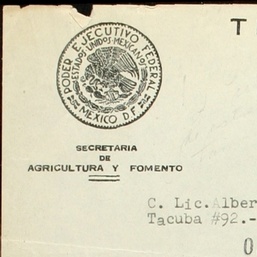 T
PODER EJECUTIVO FEDERAL
ESTADOS UNIDOS MEXICANOS
MEXICO D.F.
SECRETARIA
DE
AGRICULTURA Y FOMENTO
C. Lic. Alber
Tacuba #92.-
0